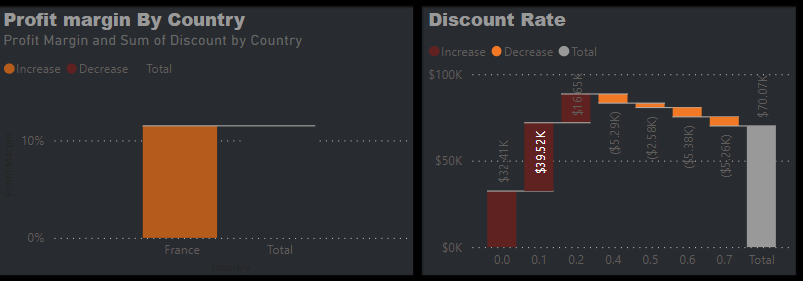 Profit margin By Country
Profit Margin and Sum of Discount by Country
Increase Decrease Total
10%
0%
France Total
Discount Rate
Increase Decrease Total
$100K
$50K
$0K
$32.41K
$39.52K
$16.65K
($5.29K)
($2.58K)
($5.38K)
($5.26K)
$70.07K
0.0 0.1 0.2 0.4 0.5 0.6 0.7 Total